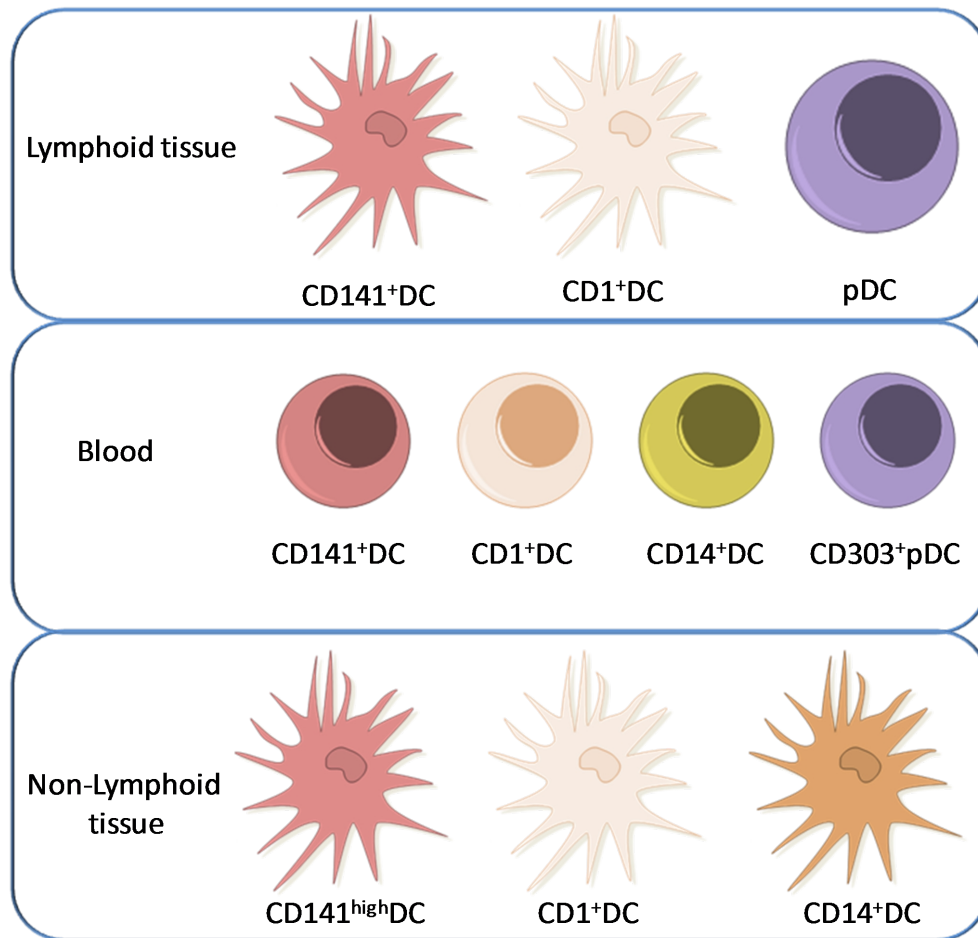 Lymphoid tissue
CD141⁺DC
CD1⁺DC
pDC
Blood
CD141⁺DC
CD1⁺DC
CD14⁺DC
CD303⁺pDC
Non-Lymphoid
tissue
CD141ʰⁱᵍʰDC
CD1⁺DC
CD14⁺DC